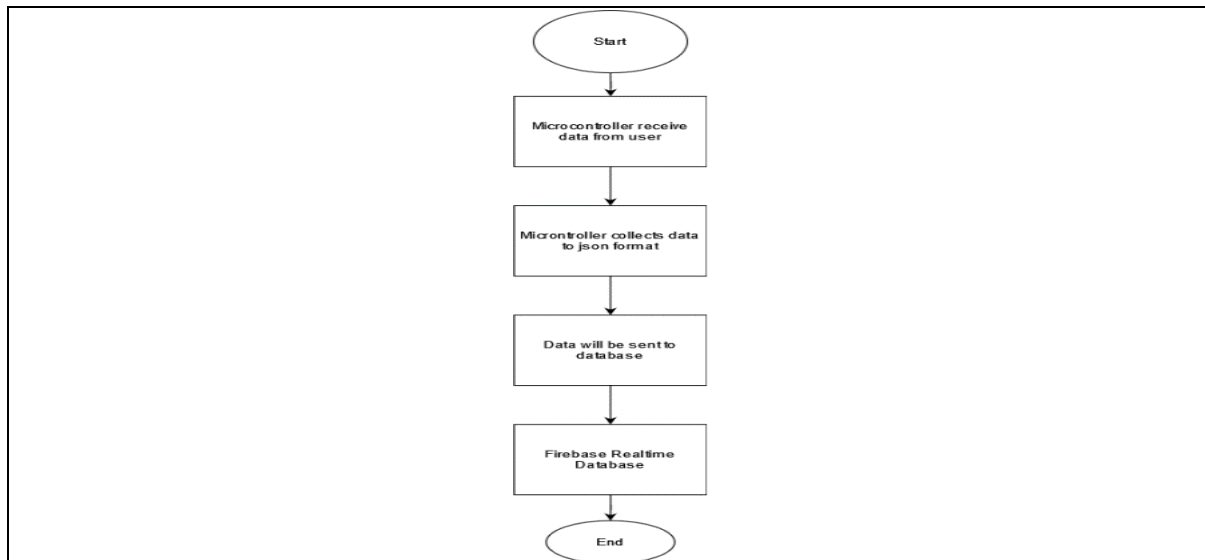 Start
Microcontroller receive
data from user
Microntroller collects data
to json format
Data will be sent to
database
Firebase Realtime
Database
End